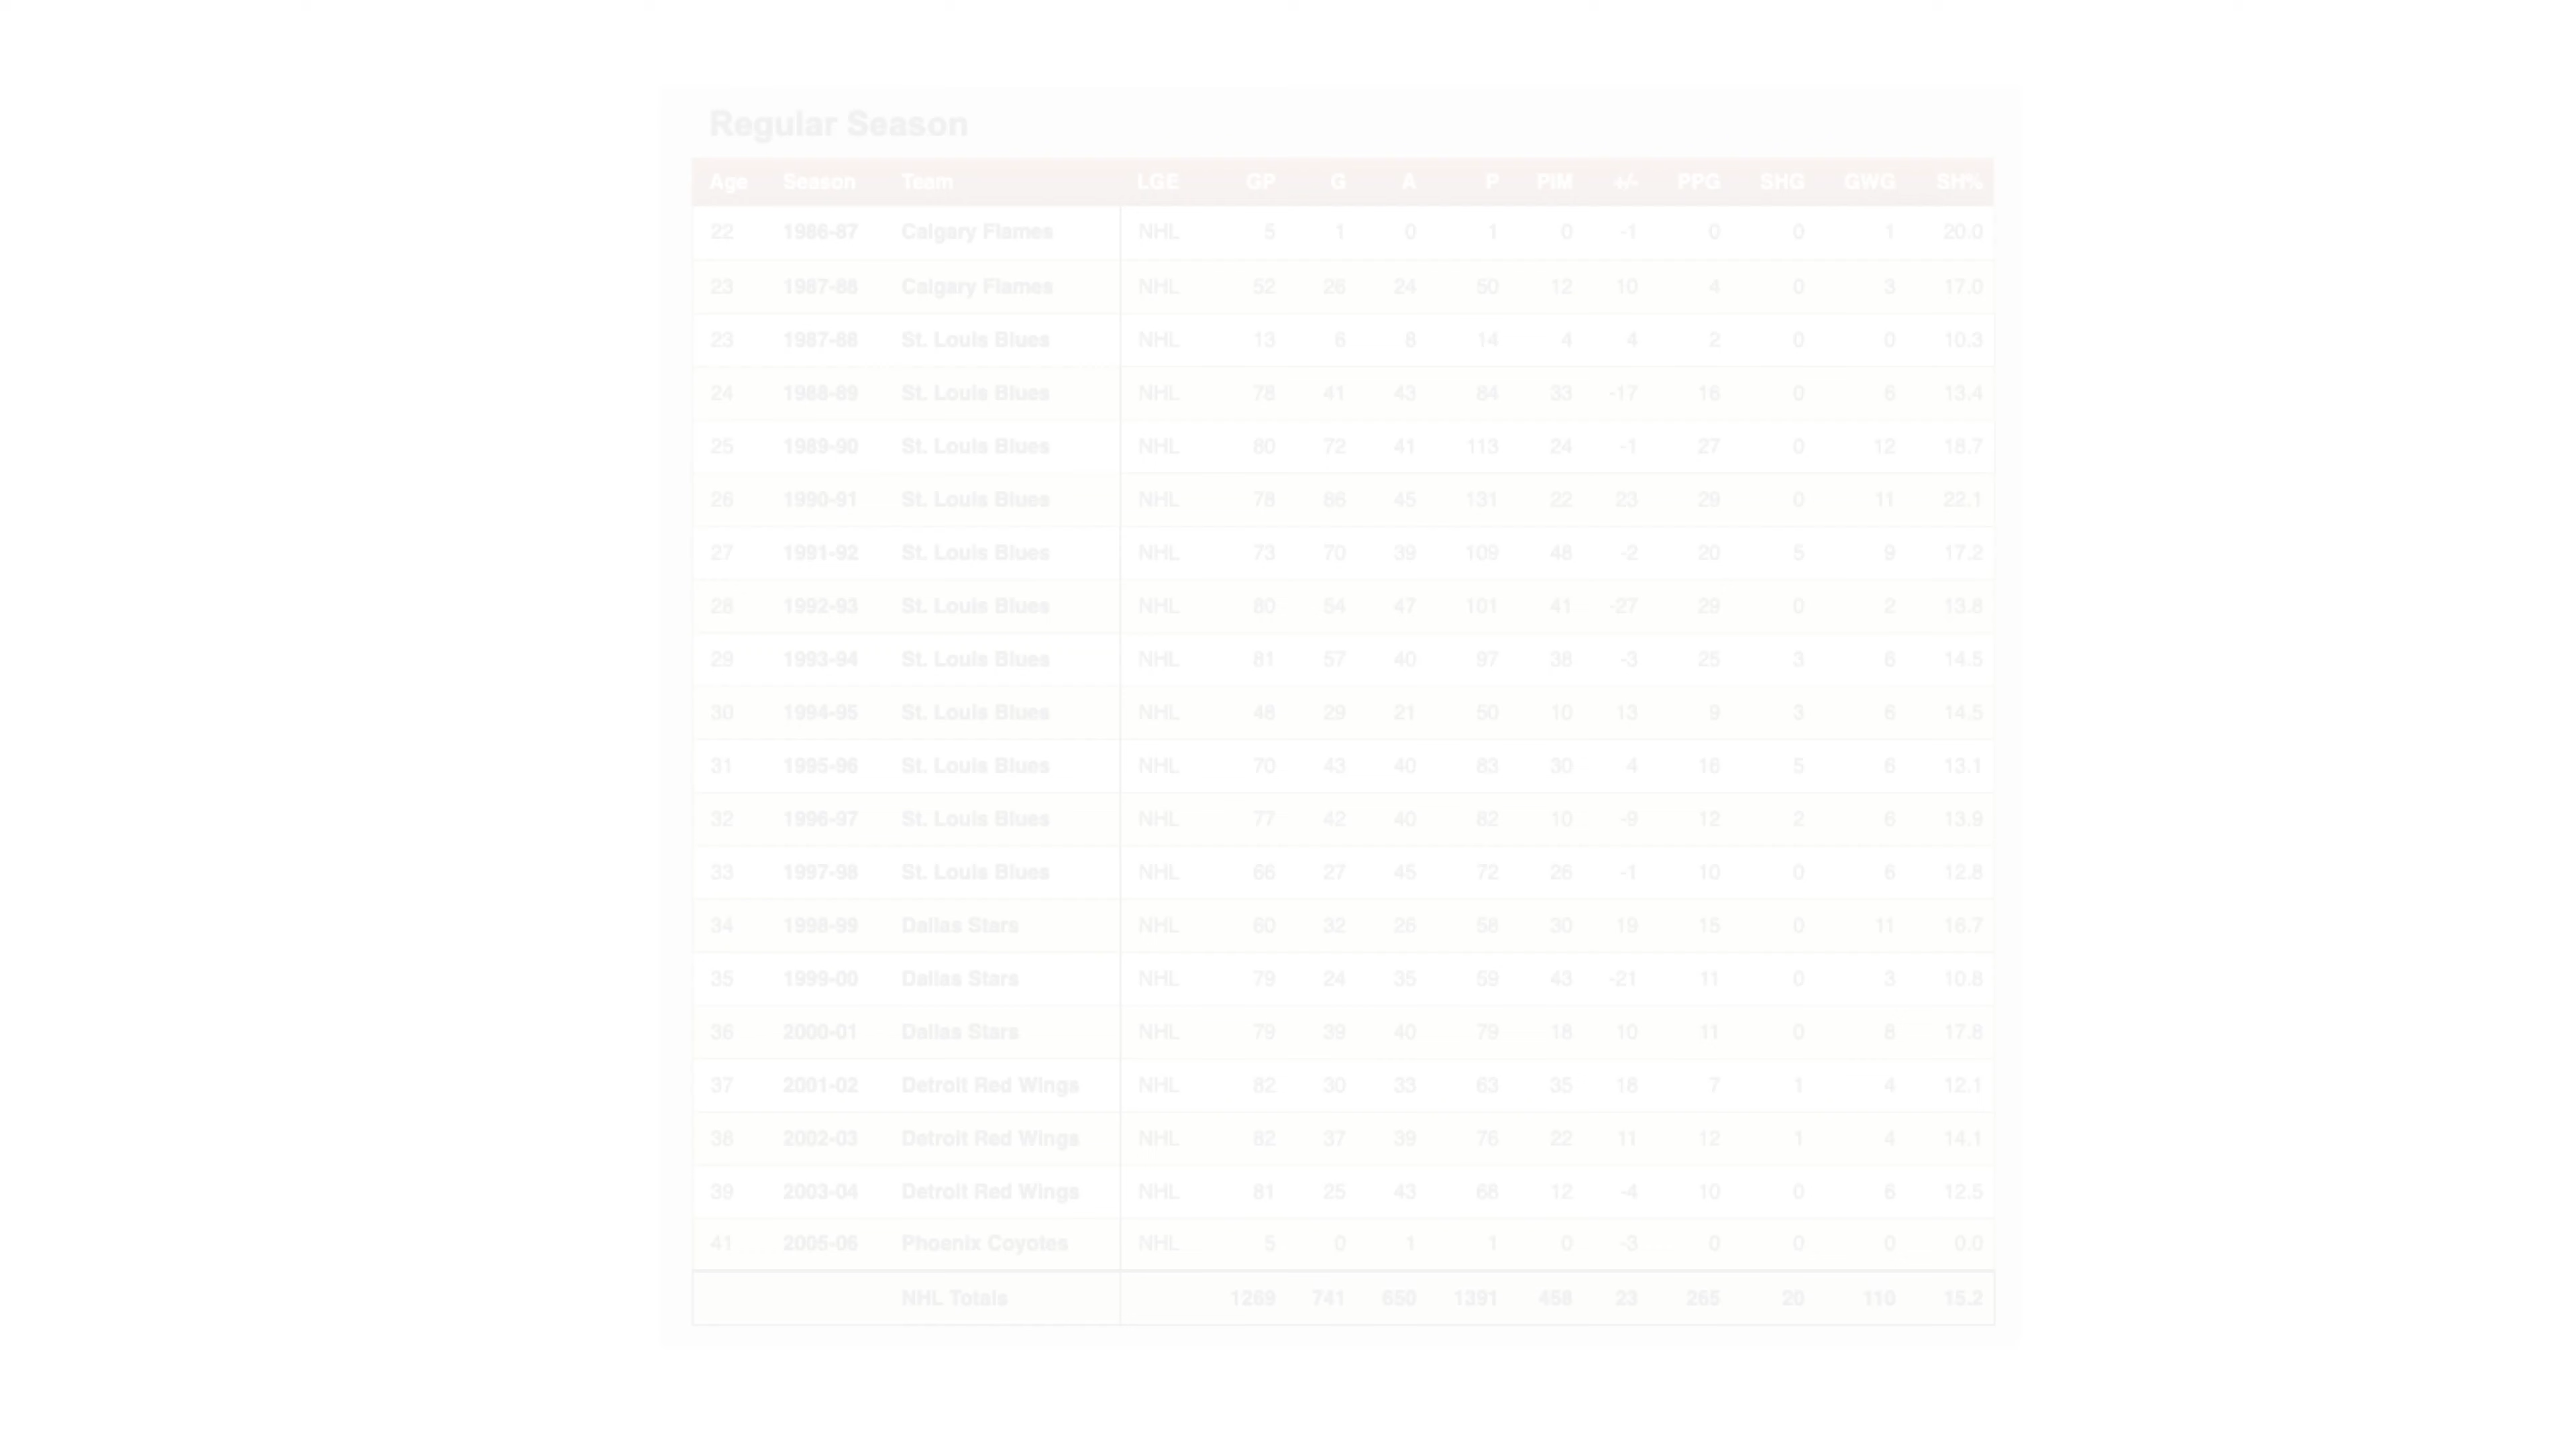 Regular Season
Age Season Team LGE GP G A P PIM +/- PPG SHG GWG SH%
22 1986-87 Calgary Flames NHL 5 1 0 1 0 -1 0 0 1 20.0
23 1987-88 Calgary Flames NHL 52 26 24 50 12 10 4 0 3 17.0
23 1987-88 St. Louis Blues NHL 13 6 8 14 4 4 2 0 0 10.3
24 1988-89 St. Louis Blues NHL 78 41 43 84 33 -17 16 0 6 13.4
25 1989-90 St. Louis Blues NHL 80 72 41 113 24 -1 27 0 12 18.7
26 1990-91 St. Louis Blues NHL 78 86 45 131 22 23 29 0 11 22.1
27 1991-92 St. Louis Blues NHL 73 70 39 109 48 -2 20 5 9 17.2
28 1992-93 St. Louis Blues NHL 80 54 47 101 41 -27 29 0 2 13.8
29 1993-94 St. Louis Blues NHL 81 57 40 97 38 -3 25 3 6 14.5
30 1994-95 St. Louis Blues NHL 48 29 21 50 10 13 9 3 6 14.5
31 1995-96 St. Louis Blues NHL 70 43 40 83 30 4 16 5 6 13.1
32 1996-97 St. Louis Blues NHL 77 42 40 82 10 -9 12 2 6 13.9
33 1997-98 St. Louis Blues NHL 66 27 45 72 26 -1 10 0 6 12.8
34 1998-99 Dallas Stars NHL 60 32 26 58 30 19 15 0 11 16.7
35 1999-00 Dallas Stars NHL 79 24 35 59 43 -21 11 0 3 10.8
36 2000-01 Dallas Stars NHL 79 39 40 79 18 10 11 0 8 17.8
37 2001-02 Detroit Red Wings NHL 82 30 33 63 35 18 7 1 4 12.1
38 2002-03 Detroit Red Wings NHL 82 37 39 76 22 11 12 1 4 14.1
39 2003-04 Detroit Red Wings NHL 81 25 43 68 12 -4 10 0 6 12.5
41 2005-06 Phoenix Coyotes NHL 5 0 1 1 0 -3 0 0 0 0.0
NHL Totals 1269 741 650 1391 458 23 265 20 110 15.2